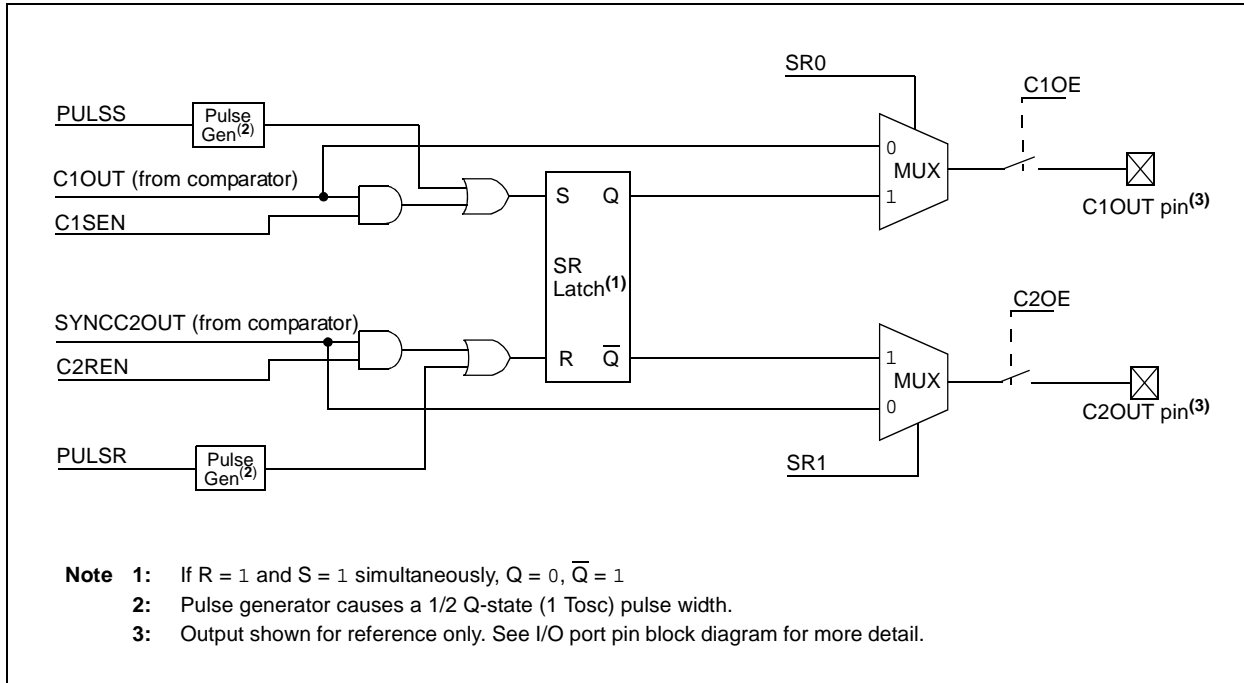 SR0
C1OE
PULSS
Pulse
Gen(2)
C1OUT (from comparator)
0
MUX
1
C1OUT pin(3)
C1SEN
S Q
SR
Latch(1)
R Q̅
SYNCC2OUT (from comparator)
C2REN
C2OE
1
MUX
0
C2OUT pin(3)
PULSR
Pulse
Gen(2)
SR1
Note 1: If R = 1 and S = 1 simultaneously, Q = 0, Q̅ = 1
2: Pulse generator causes a 1/2 Q-state (1 Tosc) pulse width.
3: Output shown for reference only. See I/O port pin block diagram for more detail.